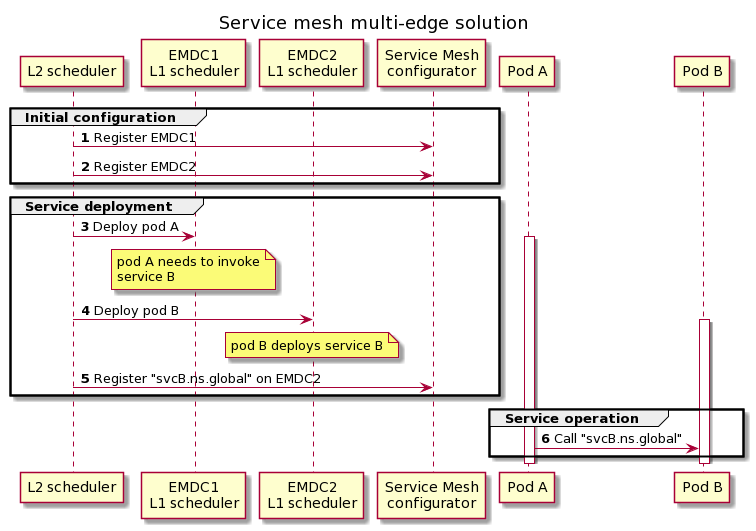 Service mesh multi-edge solution
L2 scheduler
EMDC1
L1 scheduler
EMDC2
L1 scheduler
Service Mesh
configurator
Pod A
Pod B
Initial configuration
1 Register EMDC1
2 Register EMDC2
Service deployment
3 Deploy pod A
pod A needs to invoke
service B
4 Deploy pod B
pod B deploys service B
5 Register "svcB.ns.global" on EMDC2
Service operation
6 Call "svcB.ns.global"
L2 scheduler
EMDC1
L1 scheduler
EMDC2
L1 scheduler
Service Mesh
configurator
Pod A
Pod B